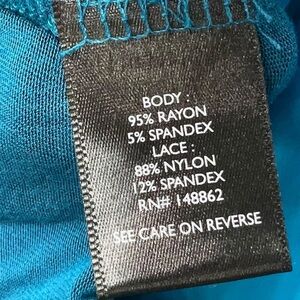 BODY :
95% RAYON
5% SPANDEX
LACE :
88% NYLON
12% SPANDEX
RN# 148862
SEE CARE ON REVERSE